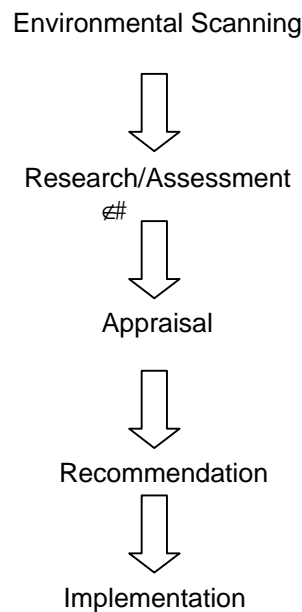 Environmental Scanning
Research/Assessment
∉#
Appraisal
Recommendation
Implementation